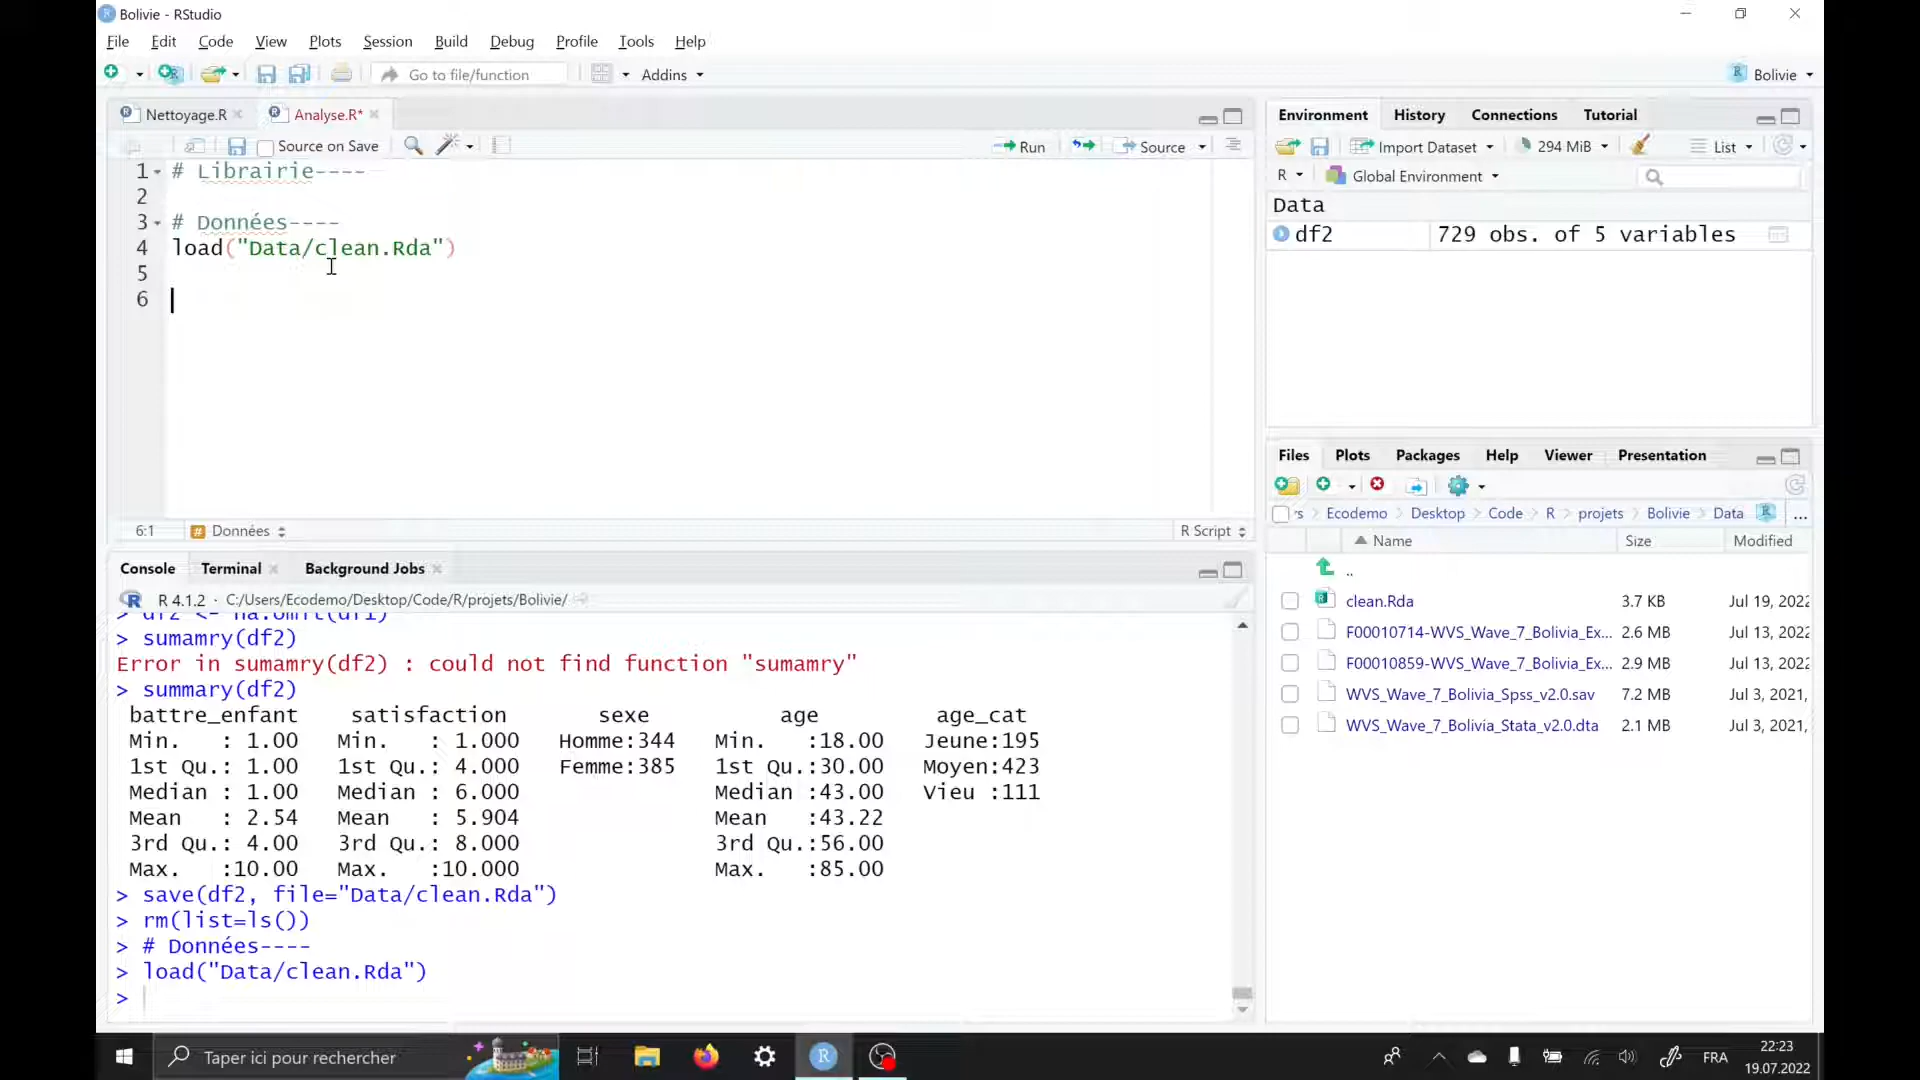 Bolivie - RStudio
File Edit Code View Plots Session Build Debug Profile Tools Help
Go to file/function Addins Bolivie
Nettoyage.R Analyse.R*
Source on Save Run Source
1 # Librairie----
2
3 # Données----
4 load("Data/clean.Rda")
5
6
6:1 Données R Script
Console Terminal Background Jobs
R 4.1.2 · C:/Users/Ecodemo/Desktop/Code/R/projets/Bolivie/
> df2 <- na.omit(df1)
> sumamry(df2)
Error in sumamry(df2) : could not find function "sumamry"
> summary(df2)
battre_enfant satisfaction sexe age age_cat
Min. : 1.00 Min. : 1.000 Homme:344 Min. :18.00 Jeune:195
1st Qu.: 1.00 1st Qu.: 4.000 Femme:385 1st Qu.:30.00 Moyen:423
Median : 1.00 Median : 6.000 Median :43.00 Vieu :111
Mean : 2.54 Mean : 5.904 Mean :43.22
3rd Qu.: 4.00 3rd Qu.: 8.000 3rd Qu.:56.00
Max. :10.00 Max. :10.000 Max. :85.00
> save(df2, file="Data/clean.Rda")
> rm(list=ls())
> # Données----
> load("Data/clean.Rda")
>
Environment History Connections Tutorial
Import Dataset 294 MiB List
R Global Environment
Data
df2 729 obs. of 5 variables
Files Plots Packages Help Viewer Presentation
rs Ecodemo Desktop Code R projets Bolivie Data ...
Name Size Modified
..
clean.Rda 3.7 KB Jul 19, 2022
F00010714-WVS_Wave_7_Bolivia_Ex... 2.6 MB Jul 13, 2022
F00010859-WVS_Wave_7_Bolivia_Ex... 2.9 MB Jul 13, 2022
WVS_Wave_7_Bolivia_Spss_v2.0.sav 7.2 MB Jul 3, 2021,
WVS_Wave_7_Bolivia_Stata_v2.0.dta 2.1 MB Jul 3, 2021,
Taper ici pour rechercher FRA 22:23
19.07.2022